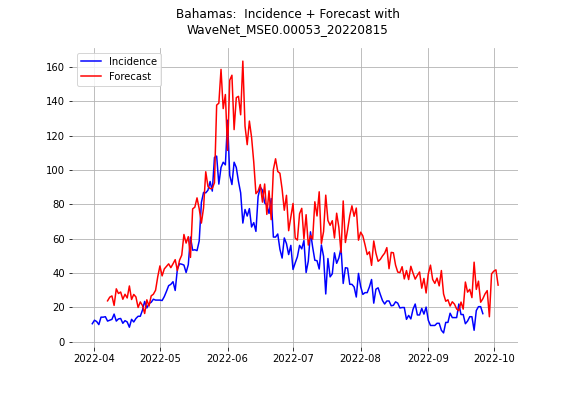 Bahamas:  Incidence + Forecast with
WaveNet_MSE0.00053_20220815
Incidence
Forecast
160
140
120
100
80
60
40
20
0
2022-04 2022-05 2022-06 2022-07 2022-08 2022-09 2022-10